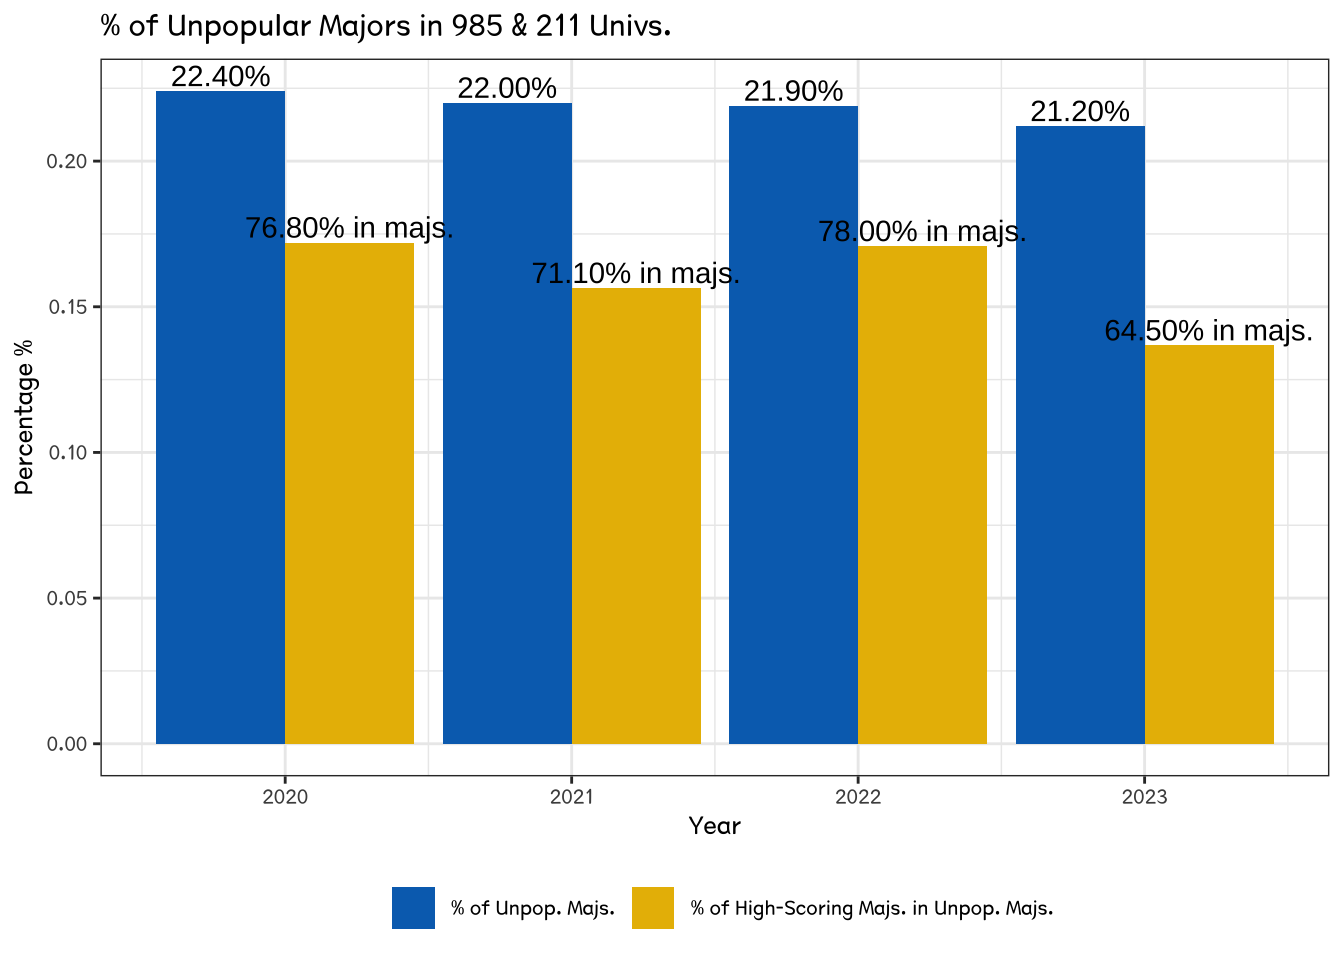 % of Unpopular Majors in 985 & 211 Univs.
22.40%
22.00%
21.90%
21.20%
76.80% in majs.
71.10% in majs.
78.00% in majs.
64.50% in majs.
0.20
0.15
0.10
0.05
0.00
percentage %
2020
2021
2022
2023
Year
% of Unpop. Majs.
% of High-Scoring Majs. in Unpop. Majs.